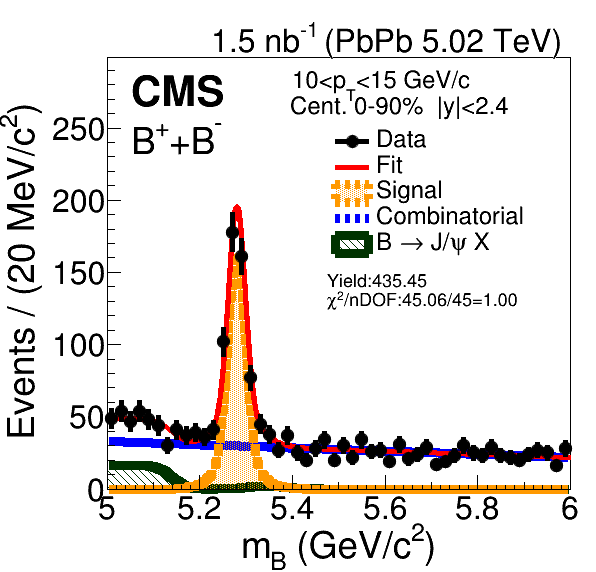 1.5 nb⁻¹ (PbPb 5.02 TeV)
CMS
B⁺+B⁻
10<p_T<15 GeV/c
Cent. 0-90% |y|<2.4
Data
Fit
Signal
Combinatorial
B → J/ψ X
Yield:435.45
χ²/nDOF:45.06/45=1.00
Events / (20 MeV/c²)
250
200
150
100
50
0
5 5.2 5.4 5.6 5.8 6
m_B (GeV/c²)